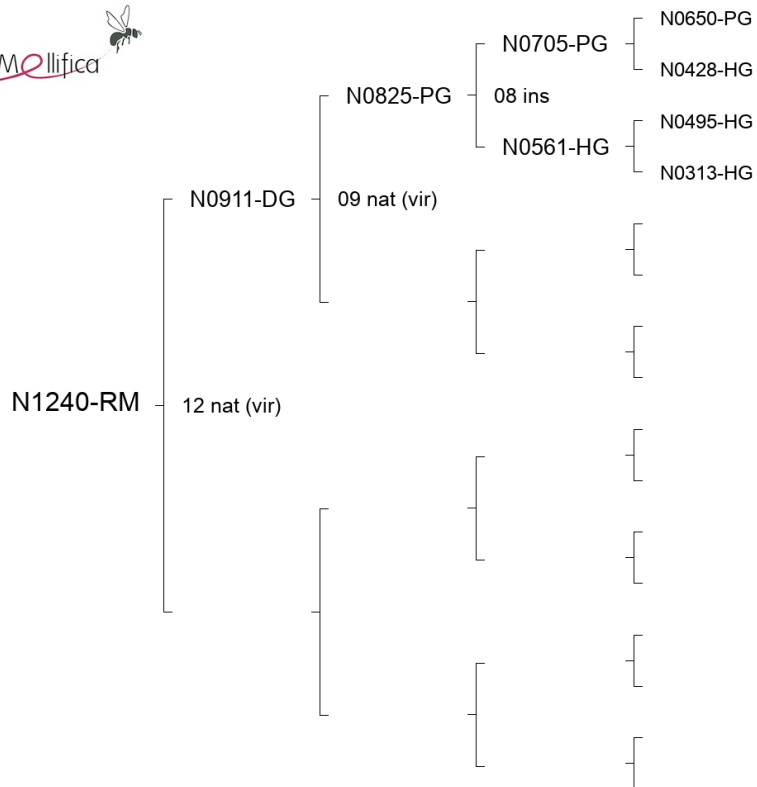 Mellifica
N0650-PG
N0705-PG
N0428-HG
N0825-PG
08 ins
N0495-HG
N0561-HG
N0313-HG
N0911-DG
09 nat (vir)
N1240-RM
12 nat (vir)